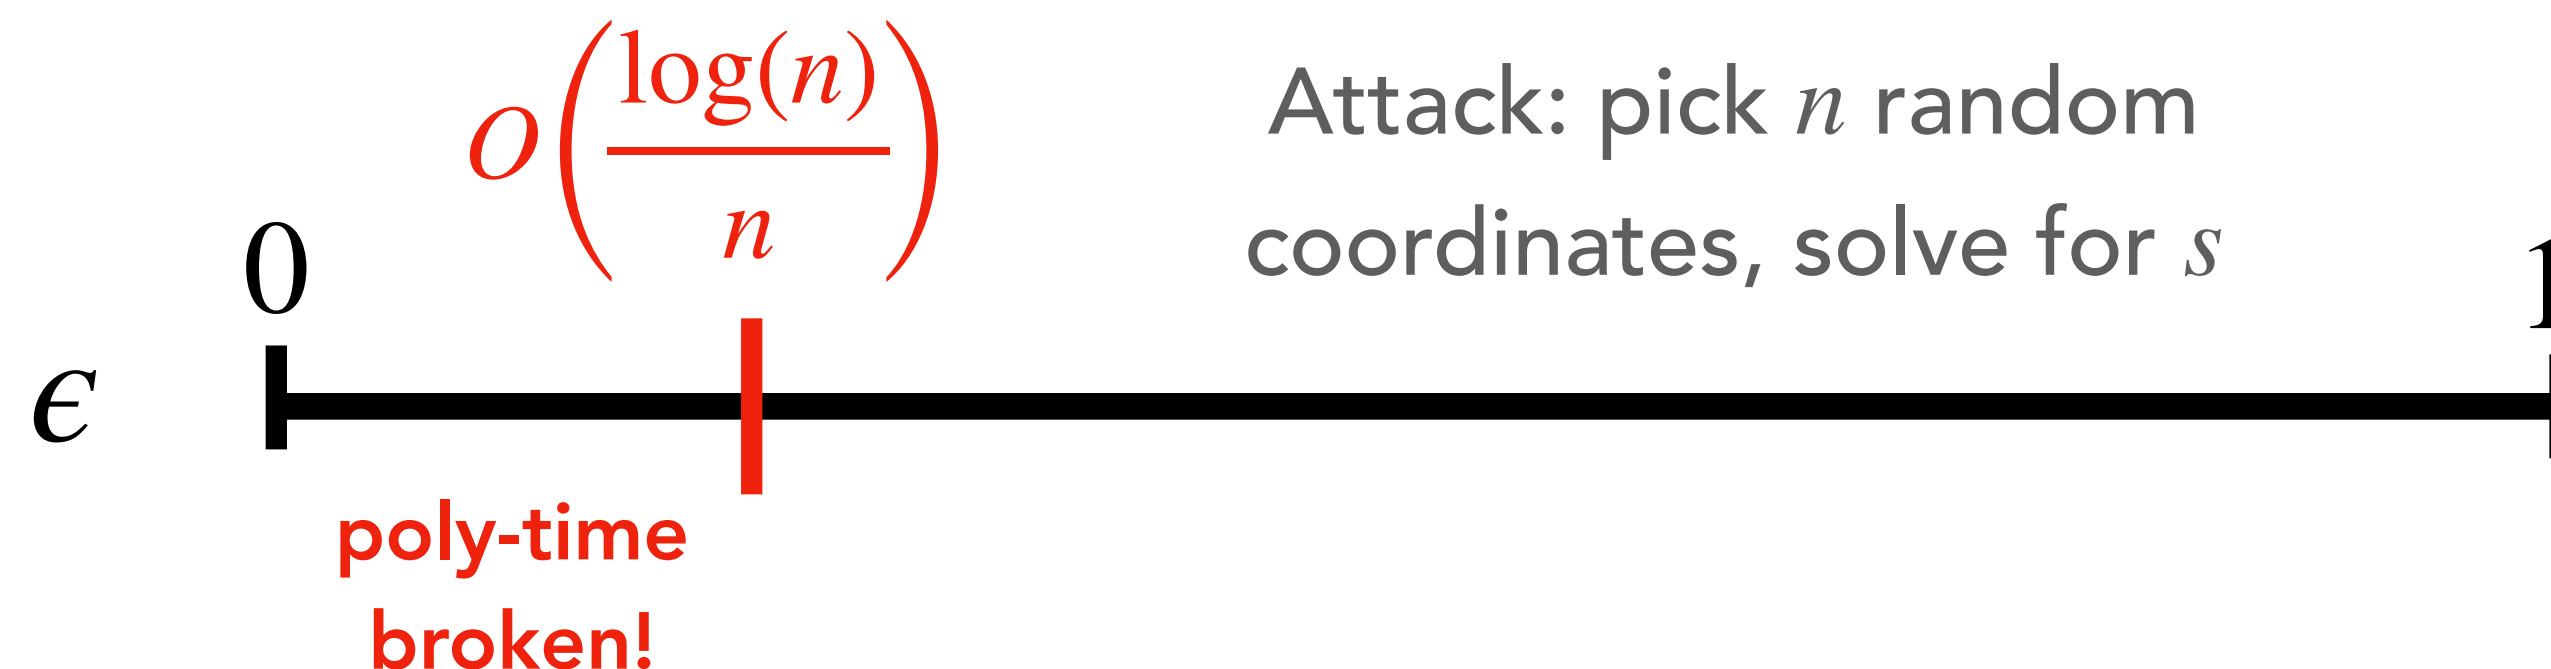 O(log(n)/n)
Attack: pick n random
coordinates, solve for s
0
1
ϵ
poly-time
broken!